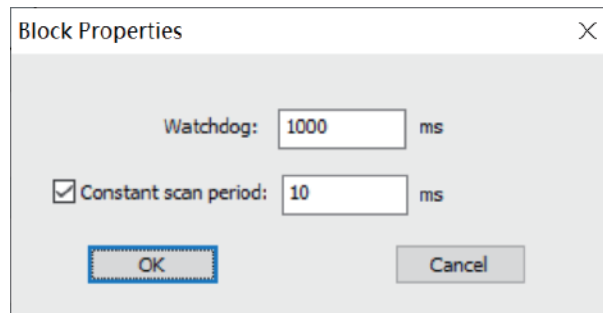 Block Properties
Watchdog: 1000 ms
Constant scan period: 10 ms
OK Cancel